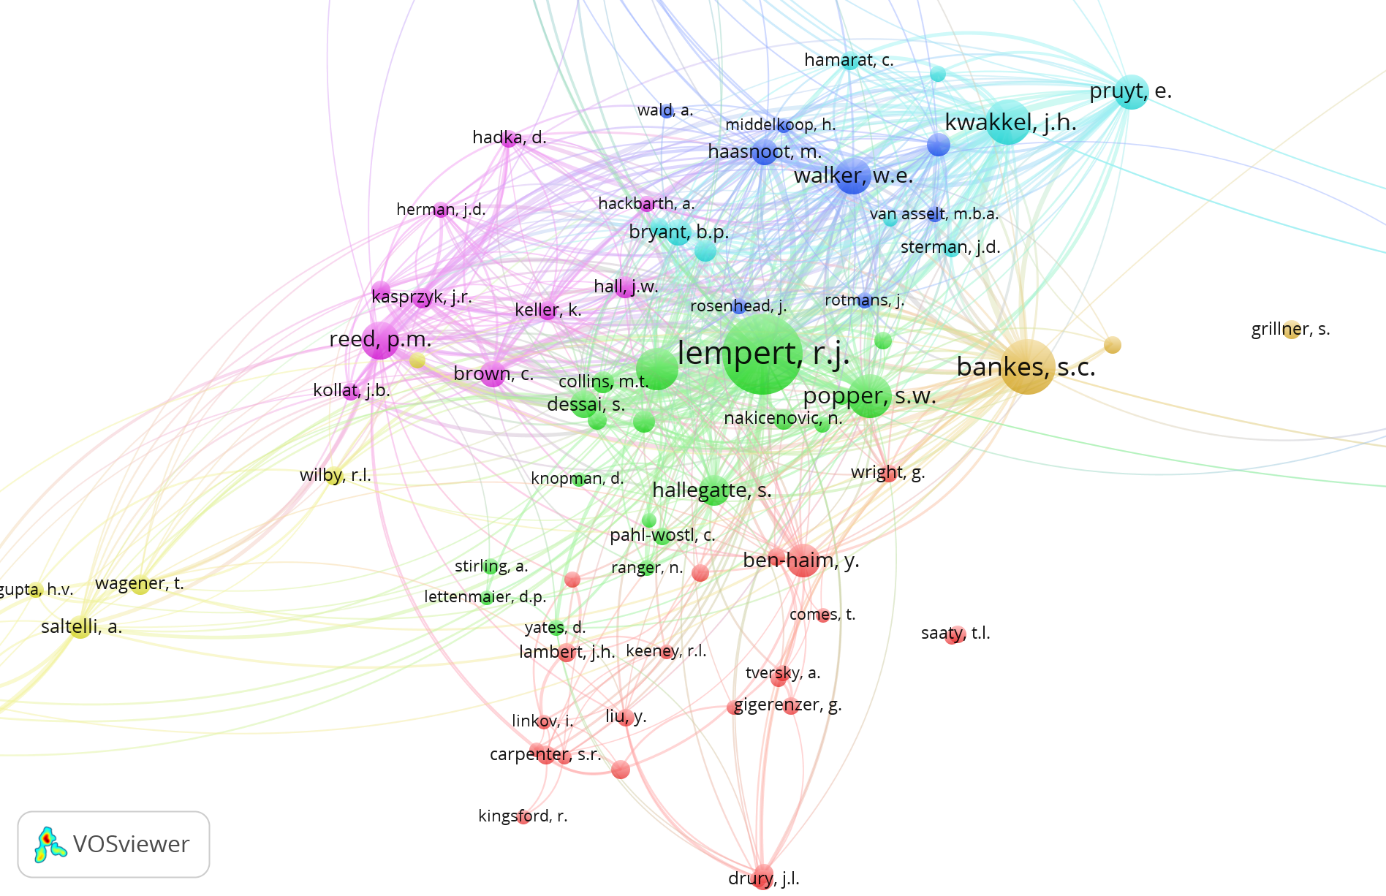 hamarat, c.
pruyt, e.
wald, a.
middelkoop, h.
kwakkel, j.h.
hadka, d.
haasnoot, m.
walker, w.e.
hackbarth, a.
herman, j.d.
van asselt, m.b.a.
bryant, b.p.
sterman, j.d.
hall, j.w.
kasprzyk, j.r.
keller, k.
rosenhead, j.
rotmans, j.
grillner, s.
reed, p.m.
lempert, r.j.
bankes, s.c.
brown, c.
collins, m.t.
kollat, j.b.
dessai, s.
popper, s.w.
nakicenovic, n.
wilby, r.l.
wright, g.
knopman, d.
hallegatte, s.
pahl-wostl, c.
ben-haim, y.
stirling, a.
ranger, n.
gupta, h.v.
wagener, t.
lettenmaier, d.p.
comes, t.
saltelli, a.
yates, d.
saaty, t.l.
lambert, j.h.
keeney, r.l.
tversky, a.
gigerenzer, g.
linkov, i.
liu, y.
carpenter, s.r.
kingsford, r.
VOSviewer
drury, j.l.